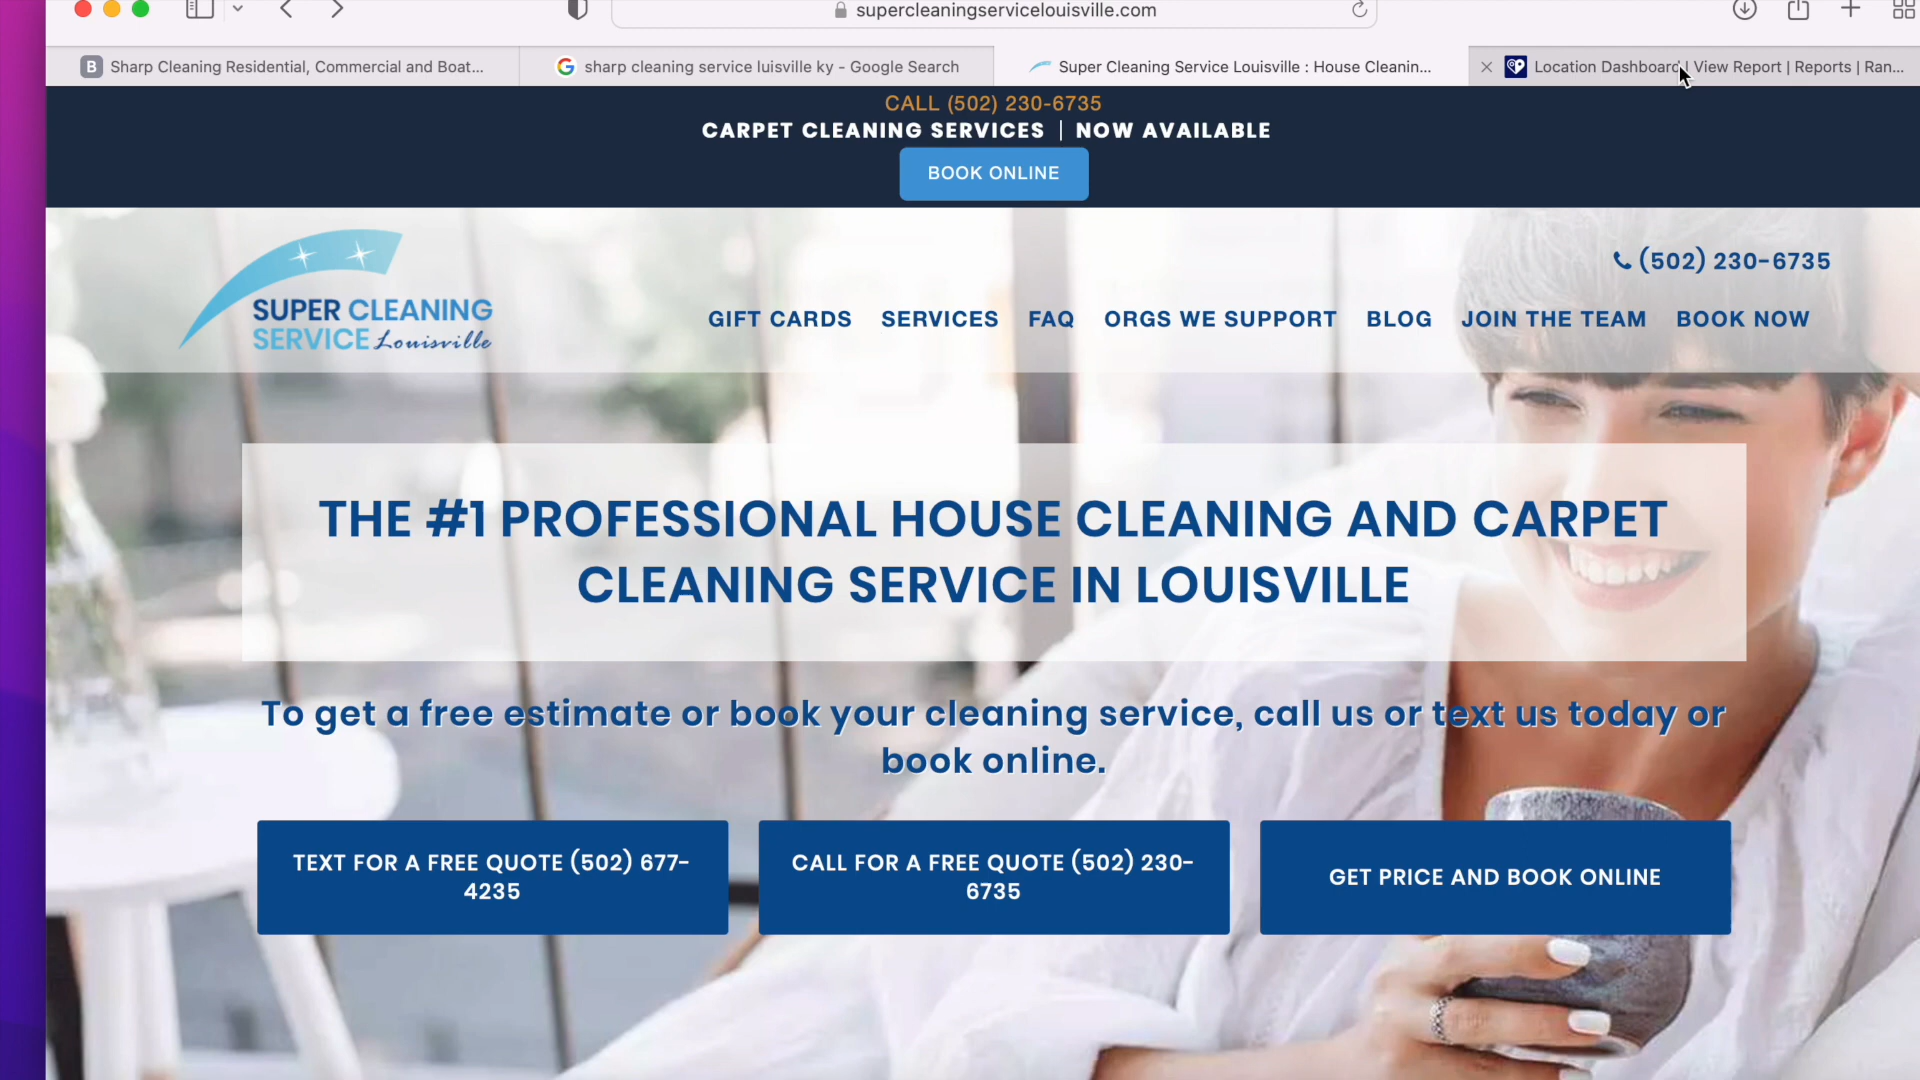 supercleaningservicelouisville.com
B Sharp Cleaning Residential, Commercial and Boat...
sharp cleaning service luisville ky - Google Search
Super Cleaning Service Louisville : House Cleanin...
Location Dashboard | View Report | Reports | Ran...
CALL (502) 230-6735
CARPET CLEANING SERVICES | NOW AVAILABLE
BOOK ONLINE
(502) 230-6735
SUPER CLEANING
SERVICE Louisville
GIFT CARDS SERVICES FAQ ORGS WE SUPPORT BLOG JOIN THE TEAM BOOK NOW
THE #1 PROFESSIONAL HOUSE CLEANING AND CARPET
CLEANING SERVICE IN LOUISVILLE
To get a free estimate or book your cleaning service, call us or text us today or
book online.
TEXT FOR A FREE QUOTE (502) 677-
4235
CALL FOR A FREE QUOTE (502) 230-
6735
GET PRICE AND BOOK ONLINE